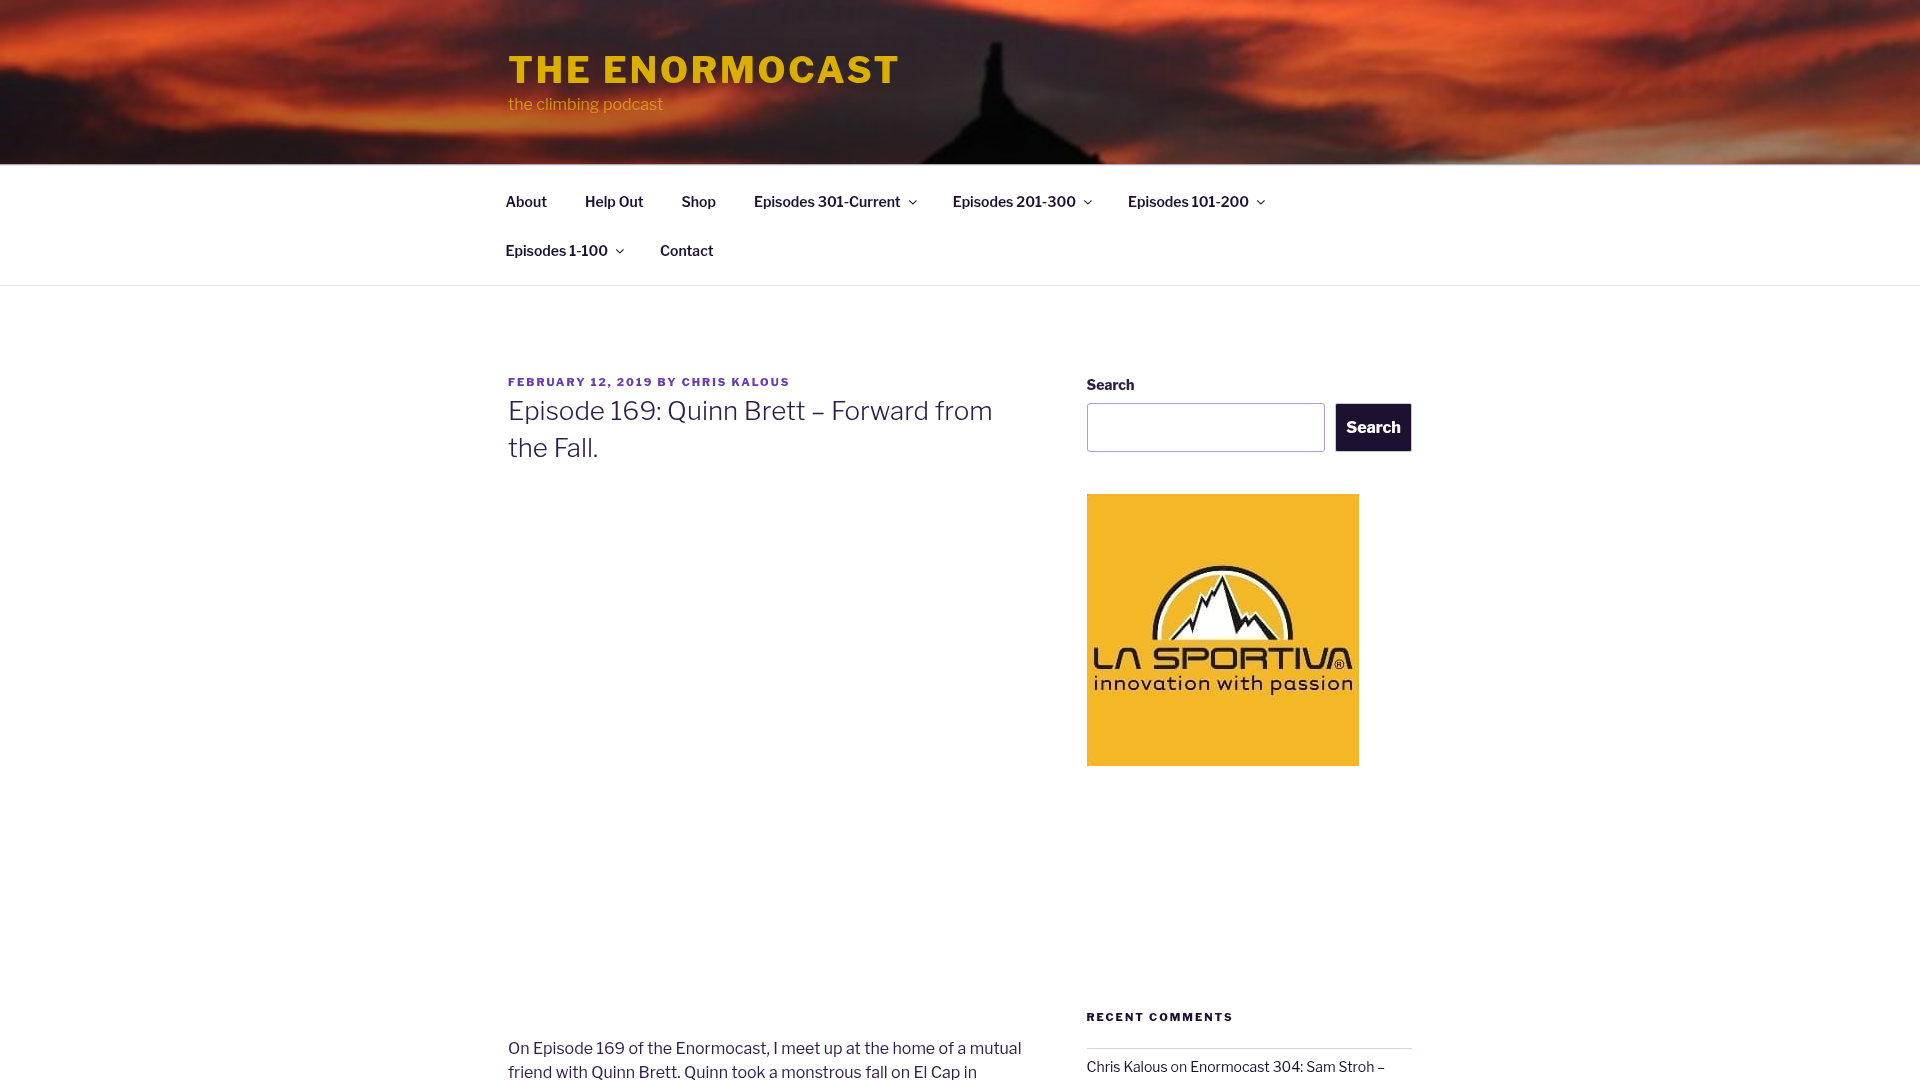 THE ENORMOCAST
the climbing podcast
About Help Out Shop Episodes 301-Current Episodes 201-300 Episodes 101-200
Episodes 1-100 Contact
FEBRUARY 12, 2019 BY CHRIS KALOUS
Episode 169: Quinn Brett – Forward from
the Fall.
On Episode 169 of the Enormocast, I meet up at the home of a mutual
friend with Quinn Brett. Quinn took a monstrous fall on El Cap in
Search
Search
LA SPORTIVA®
innovation with passion
RECENT COMMENTS
Chris Kalous on Enormocast 304: Sam Stroh –